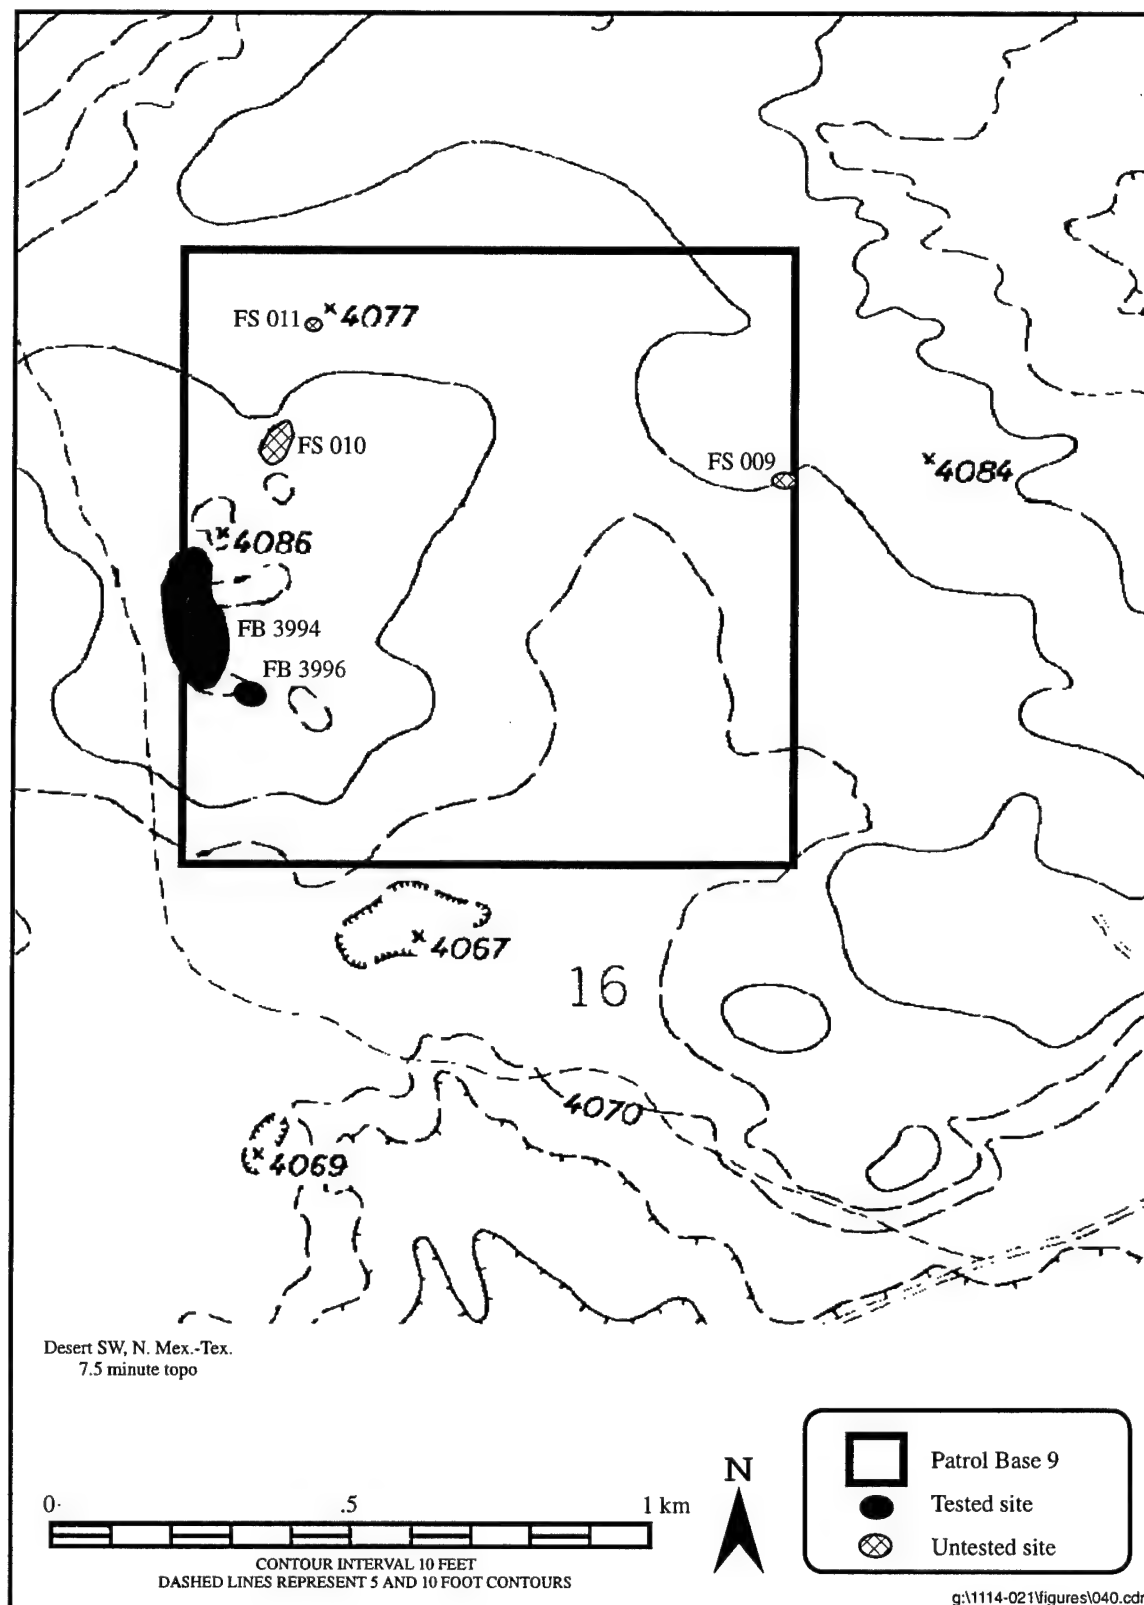 FS 011
4077
FS 010
FS 009
4084
4086
FB 3994
FB 3996
4067
16
4070
4069
Desert SW, N. Mex.-Tex.
7.5 minute topo
0
.5
1 km
CONTOUR INTERVAL 10 FEET
DASHED LINES REPRESENT 5 AND 10 FOOT CONTOURS
N
Patrol Base 9
Tested site
Untested site
g:\1114-021\figures\040.cdr